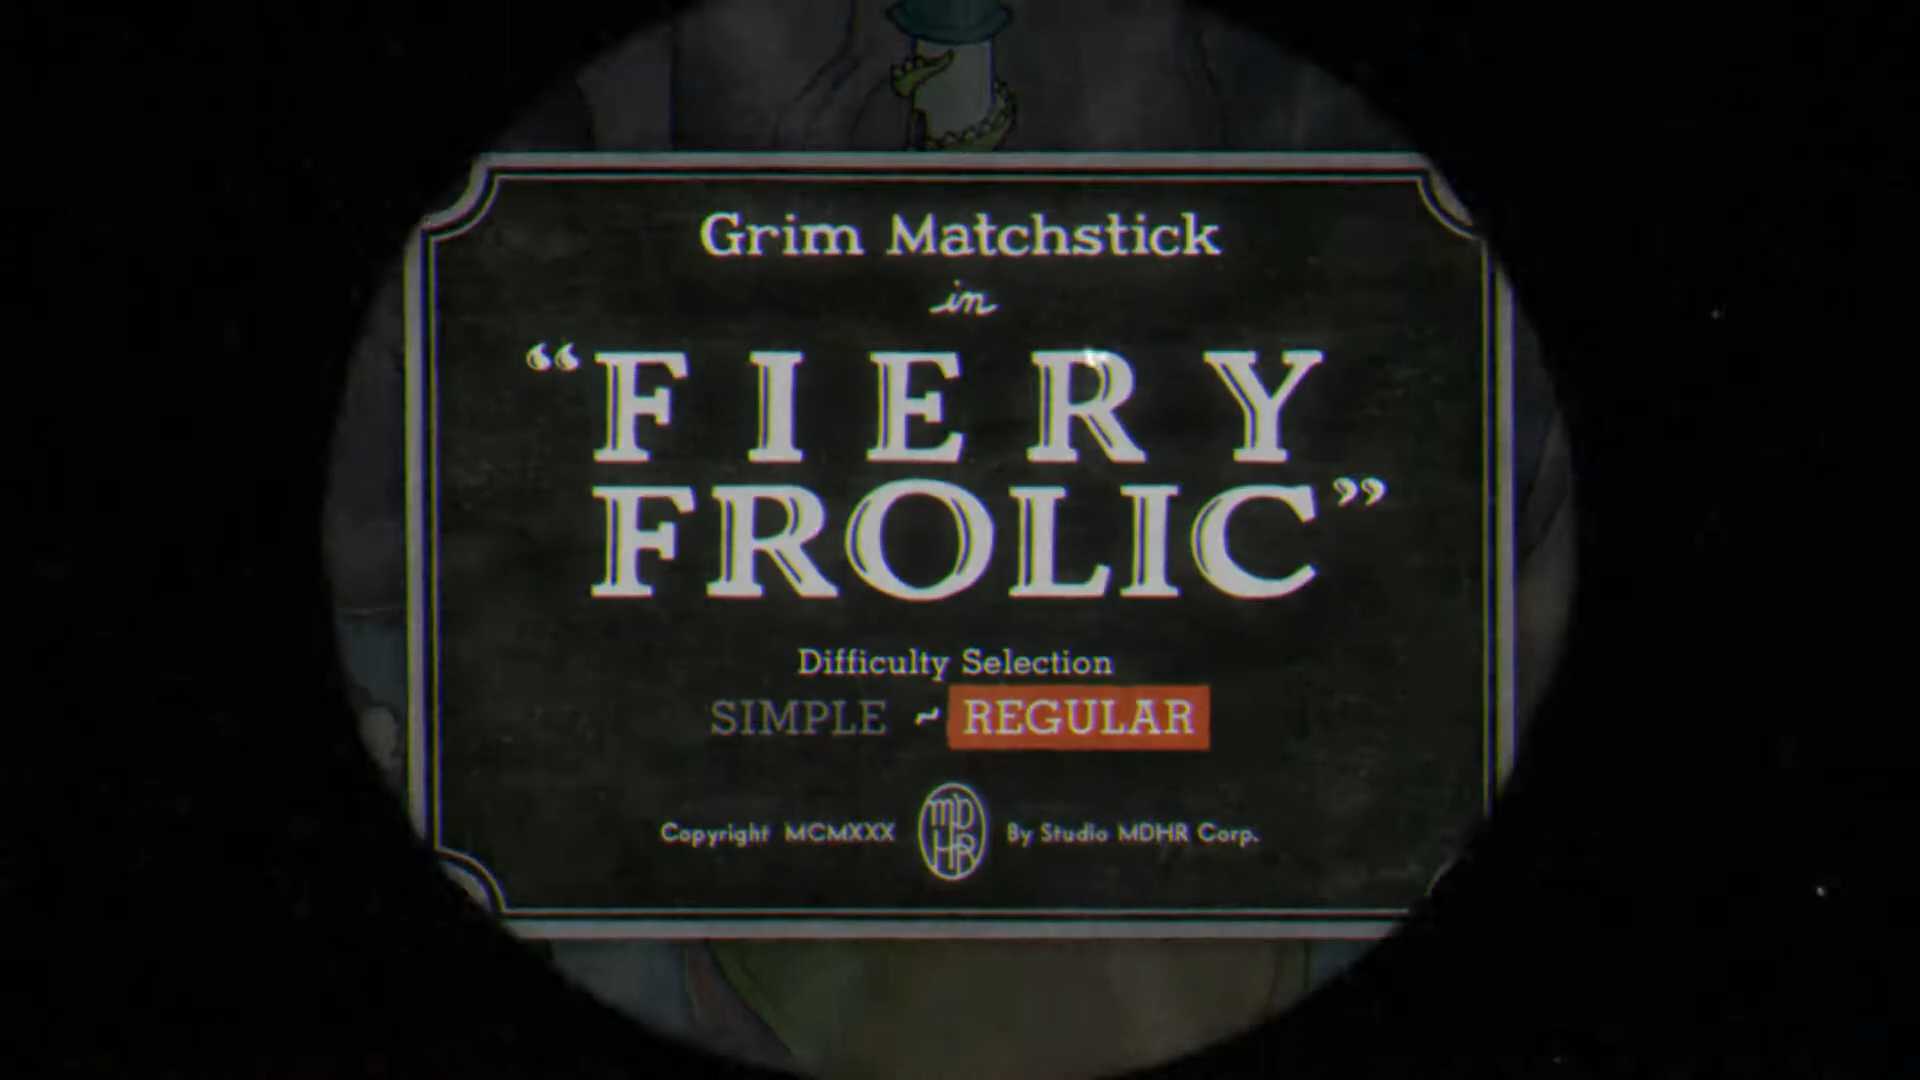 Grim Matchstick
in
“FIERY
FROLIC”
Difficulty Selection
SIMPLE ~ REGULAR
Copyright MCMXXX MDHR By Studio MDHR Corp.